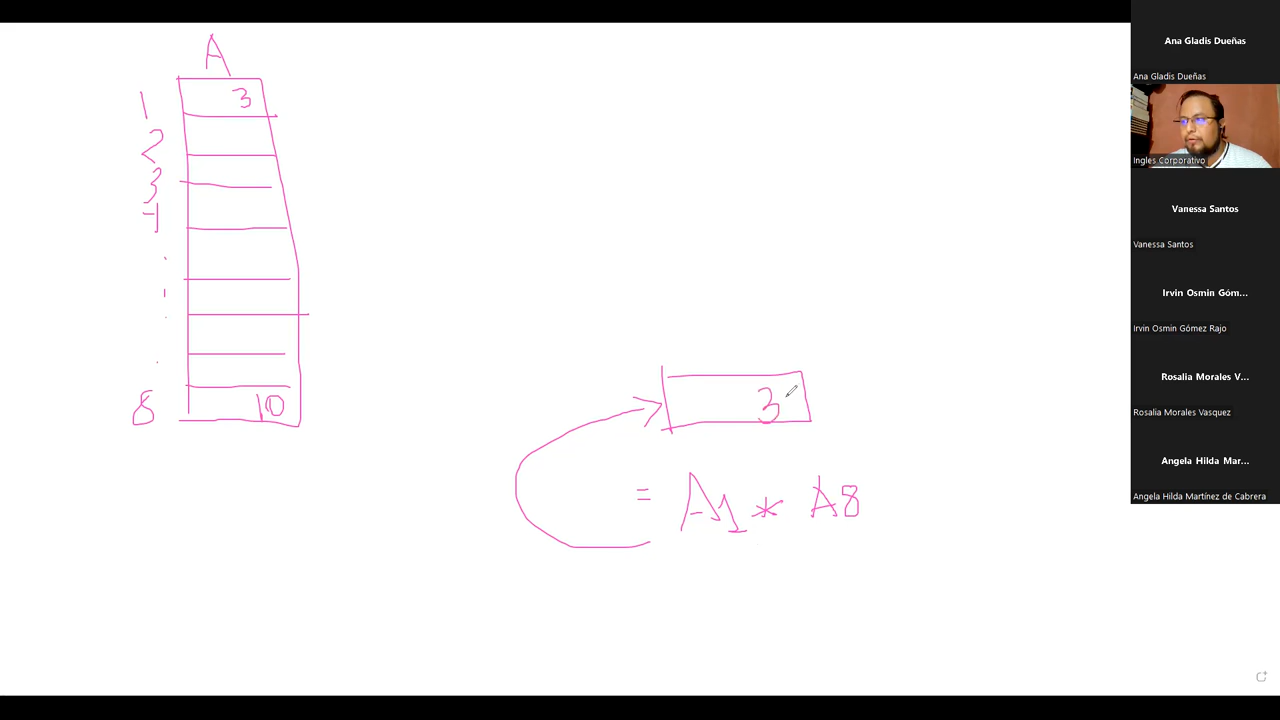 A
1 3
2
3
4
8 10
3
= A1 * A8
Ana Gladis Dueñas
Ana Gladis Dueñas
Ingles Corporativo
Vanessa Santos
Vanessa Santos
Irvin Osmin Góm...
Irvin Osmin Gómez Rajo
Rosalia Morales V...
Rosalia Morales Vasquez
Angela Hilda Mar...
Angela Hilda Martínez de Cabrera